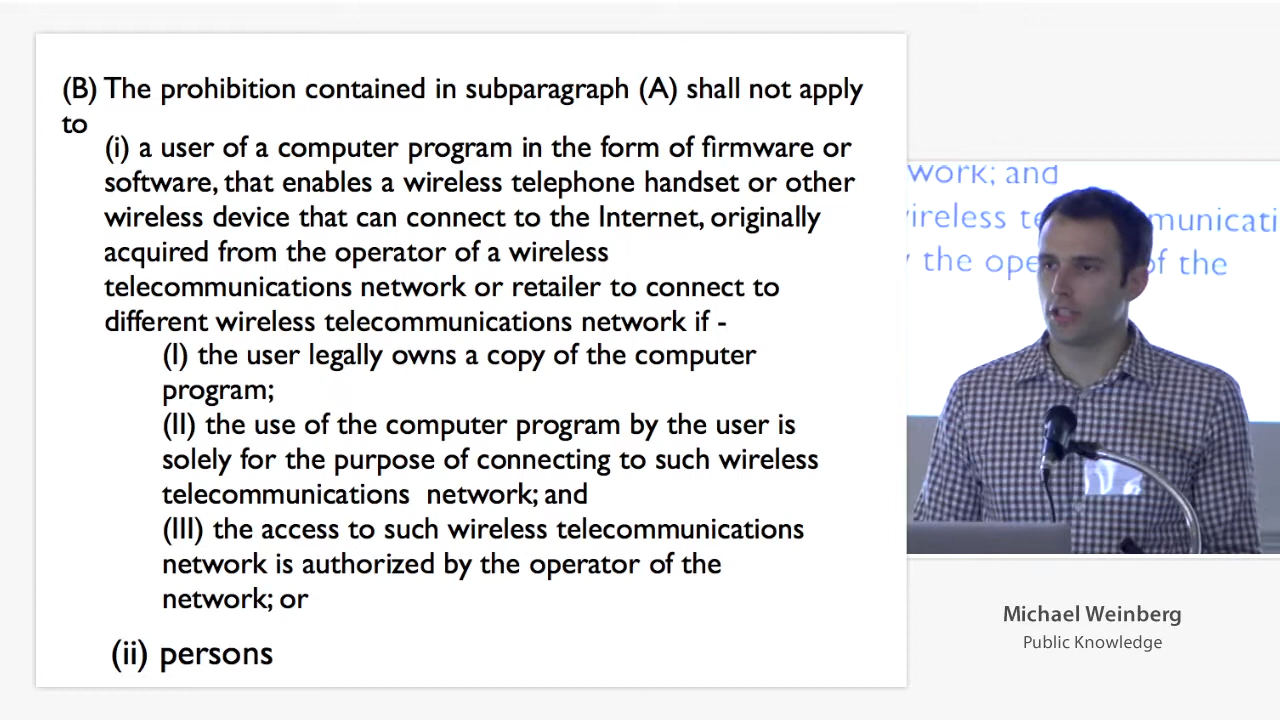 (B) The prohibition contained in subparagraph (A) shall not apply
to
(i) a user of a computer program in the form of firmware or
software, that enables a wireless telephone handset or other
wireless device that can connect to the Internet, originally
acquired from the operator of a wireless
telecommunications network or retailer to connect to
different wireless telecommunications network if -
(I) the user legally owns a copy of the computer
program;
(II) the use of the computer program by the user is
solely for the purpose of connecting to such wireless
telecommunications network; and
(III) the access to such wireless telecommunications
network is authorized by the operator of the
network; or
(ii) persons
work; and
ireless te municati
the ope of the
Michael Weinberg
Public Knowledge